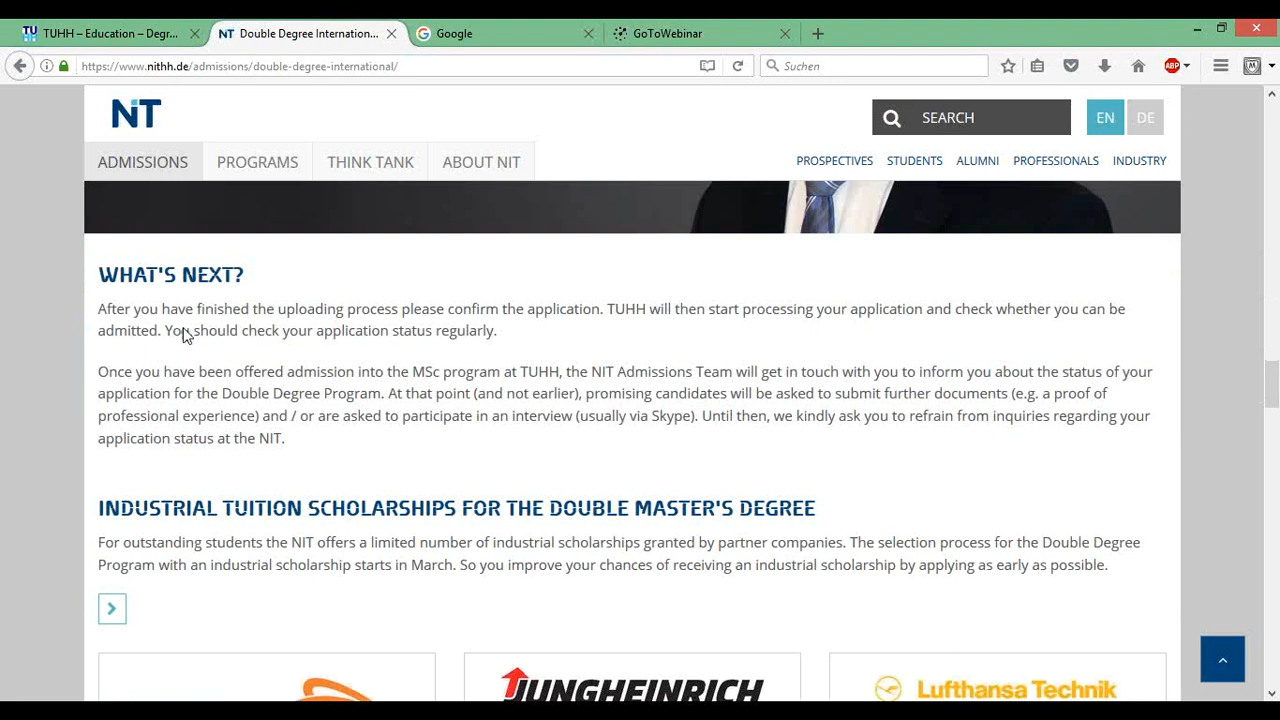 TUHH – Education – Degr...
NT Double Degree Internation...
Google
GoToWebinar
https://www.nithh.de/admissions/double-degree-international/
Suchen
ABP
NiT
SEARCH
EN
DE
ADMISSIONS
PROGRAMS
THINK TANK
ABOUT NIT
PROSPECTIVES
STUDENTS
ALUMNI
PROFESSIONALS
INDUSTRY
WHAT'S NEXT?
After you have finished the uploading process please confirm the application. TUHH will then start processing your application and check whether you can be
admitted. You should check your application status regularly.
Once you have been offered admission into the MSc program at TUHH, the NIT Admissions Team will get in touch with you to inform you about the status of your
application for the Double Degree Program. At that point (and not earlier), promising candidates will be asked to submit further documents (e.g. a proof of
professional experience) and / or are asked to participate in an interview (usually via Skype). Until then, we kindly ask you to refrain from inquiries regarding your
application status at the NIT.
INDUSTRIAL TUITION SCHOLARSHIPS FOR THE DOUBLE MASTER'S DEGREE
For outstanding students the NIT offers a limited number of industrial scholarships granted by partner companies. The selection process for the Double Degree
Program with an industrial scholarship starts in March. So you improve your chances of receiving an industrial scholarship by applying as early as possible.
JUNGHEINRICH
Lufthansa Technik